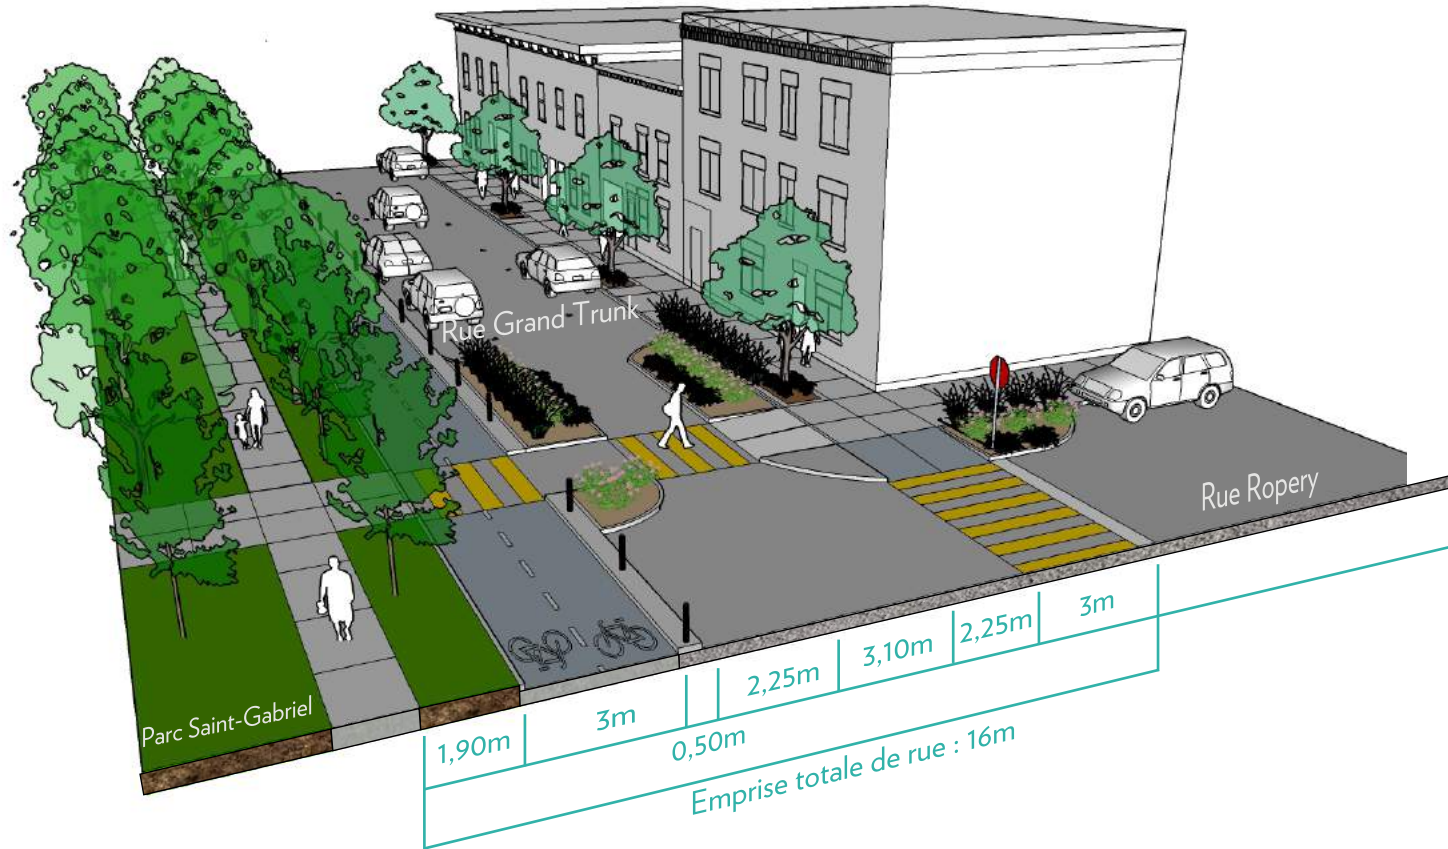 Rue Grand Trunk
Rue Ropery
Parc Saint-Gabriel
1,90m
3m
0,50m
2,25m
3,10m
2,25m
3m
Emprise totale de rue : 16m